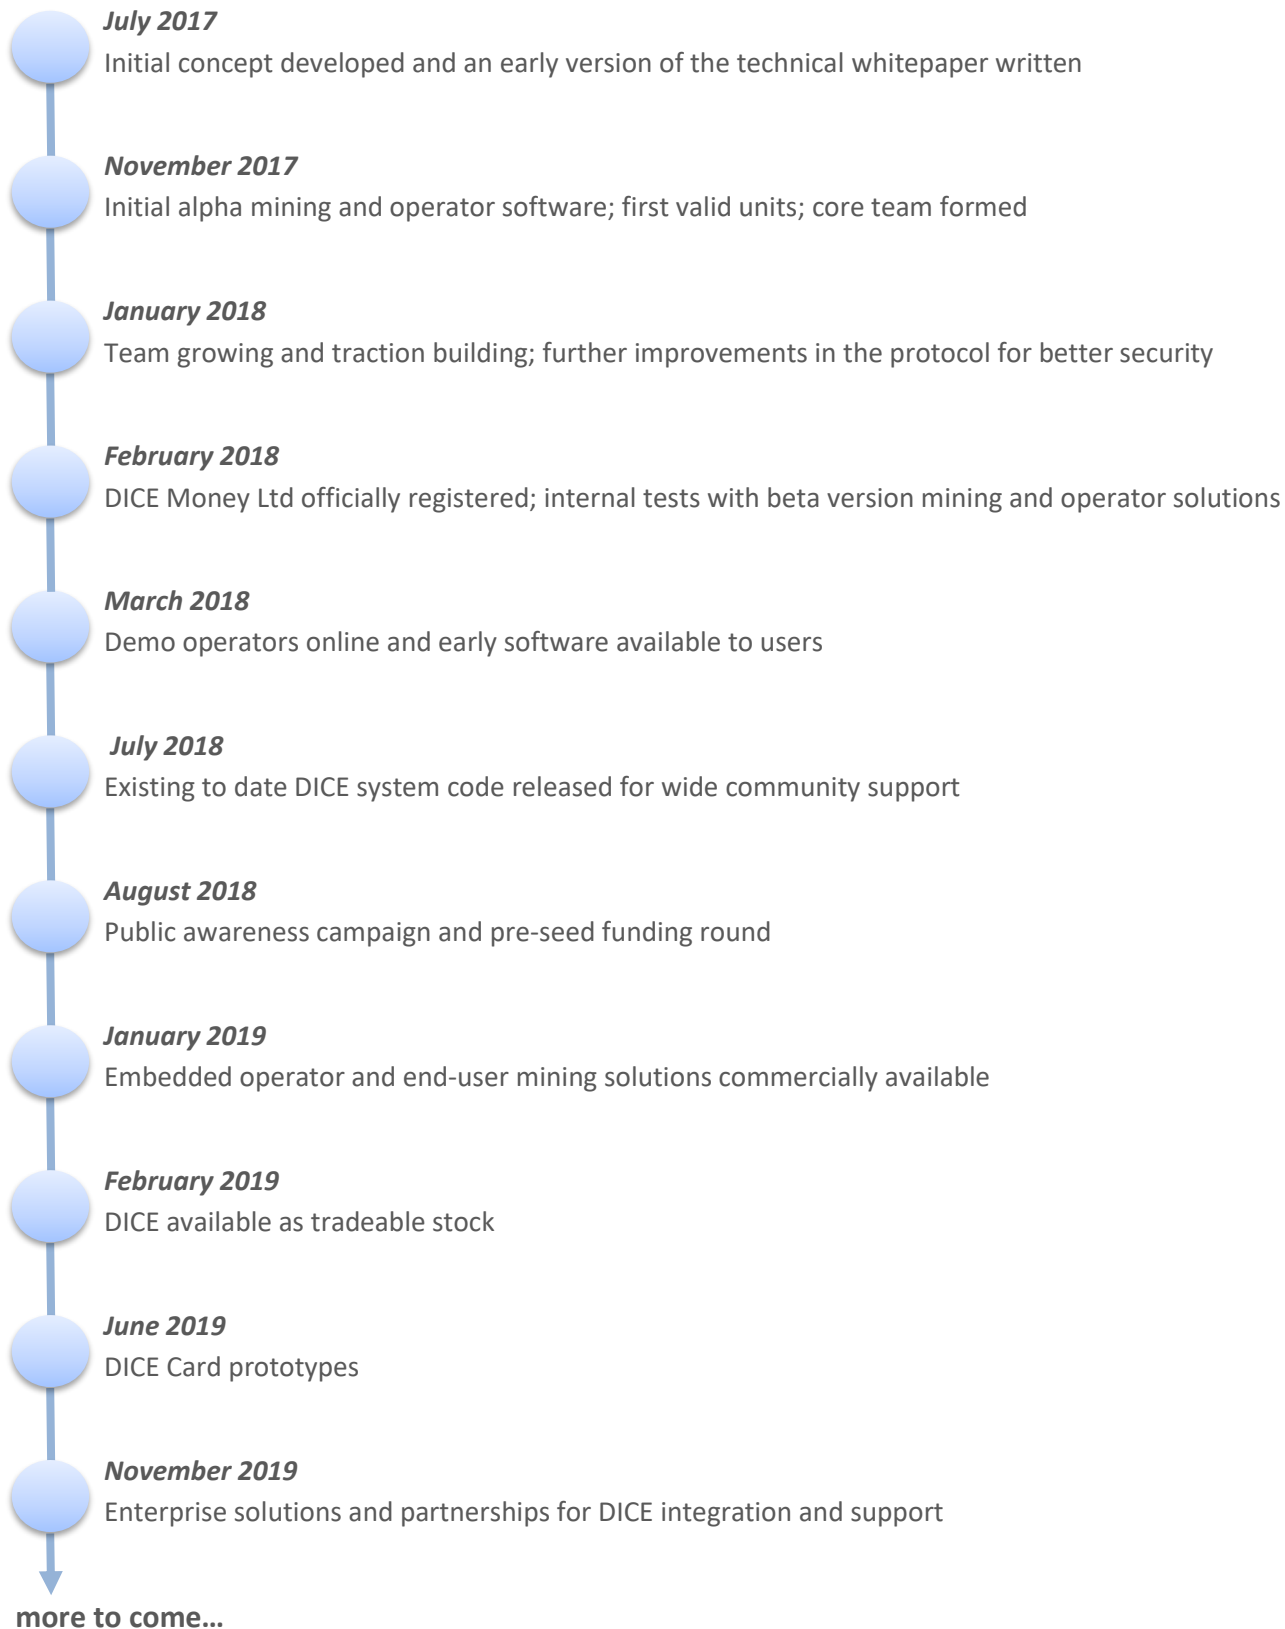 July 2017
Initial concept developed and an early version of the technical whitepaper written
November 2017
Initial alpha mining and operator software; first valid units; core team formed
January 2018
Team growing and traction building; further improvements in the protocol for better security
February 2018
DICE Money Ltd officially registered; internal tests with beta version mining and operator solutions
March 2018
Demo operators online and early software available to users
July 2018
Existing to date DICE system code released for wide community support
August 2018
Public awareness campaign and pre-seed funding round
January 2019
Embedded operator and end-user mining solutions commercially available
February 2019
DICE available as tradeable stock
June 2019
DICE Card prototypes
November 2019
Enterprise solutions and partnerships for DICE integration and support
more to come…